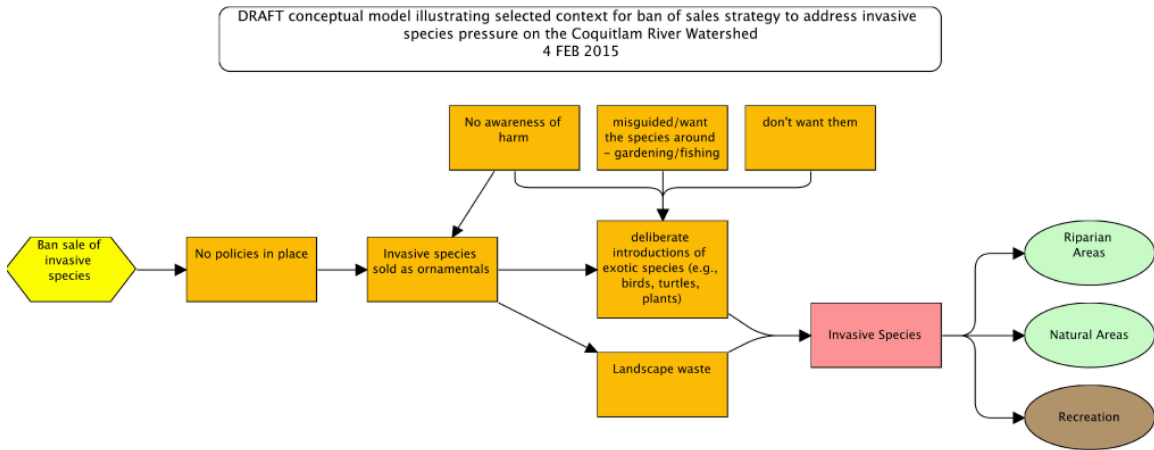 DRAFT conceptual model illustrating selected context for ban of sales strategy to address invasive
species pressure on the Coquitlam River Watershed
4 FEB 2015
No awareness of
harm
misguided/want
the species around
- gardening/fishing
don't want them
Ban sale of
invasive
species
No policies in place
Invasive species
sold as ornamentals
deliberate
introductions of
exotic species (e.g.,
birds, turtles,
plants)
Landscape waste
Invasive Species
Riparian
Areas
Natural Areas
Recreation